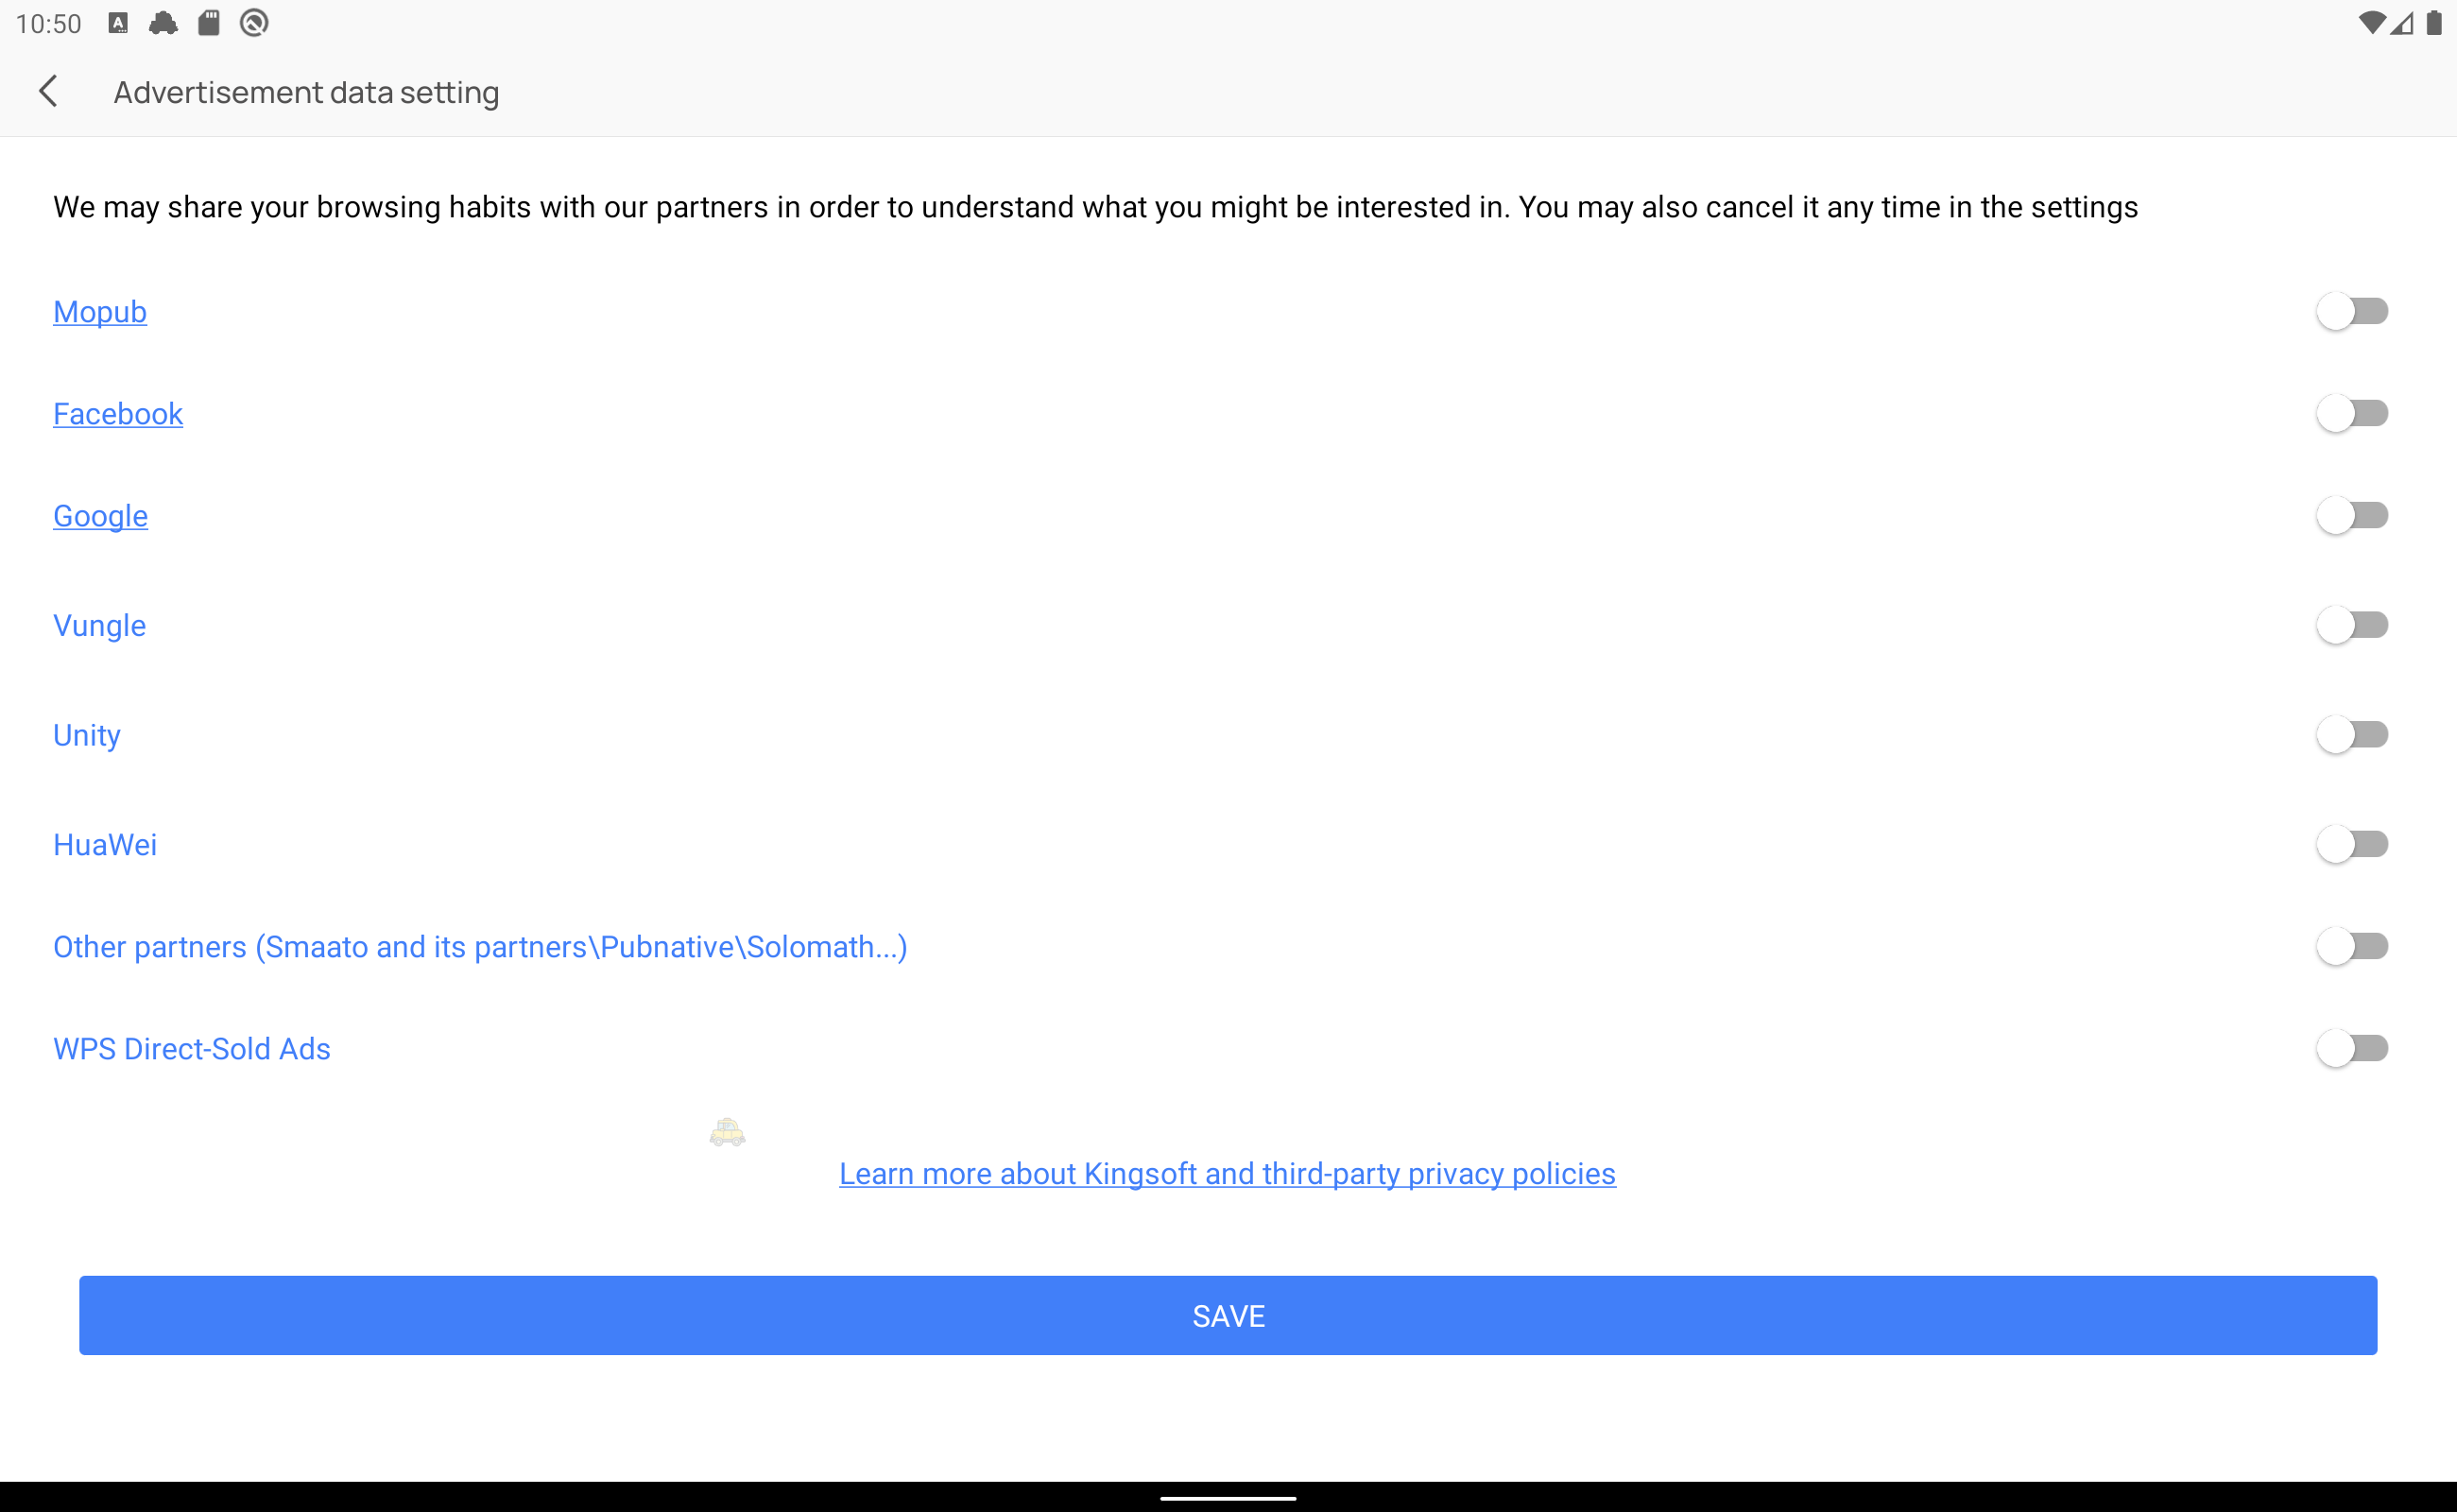 10:50
Advertisement data setting
We may share your browsing habits with our partners in order to understand what you might be interested in. You may also cancel it any time in the settings
Mopub
Facebook
Google
Vungle
Unity
HuaWei
Other partners (Smaato and its partners\Pubnative\Solomath...)
WPS Direct-Sold Ads
Learn more about Kingsoft and third-party privacy policies
SAVE